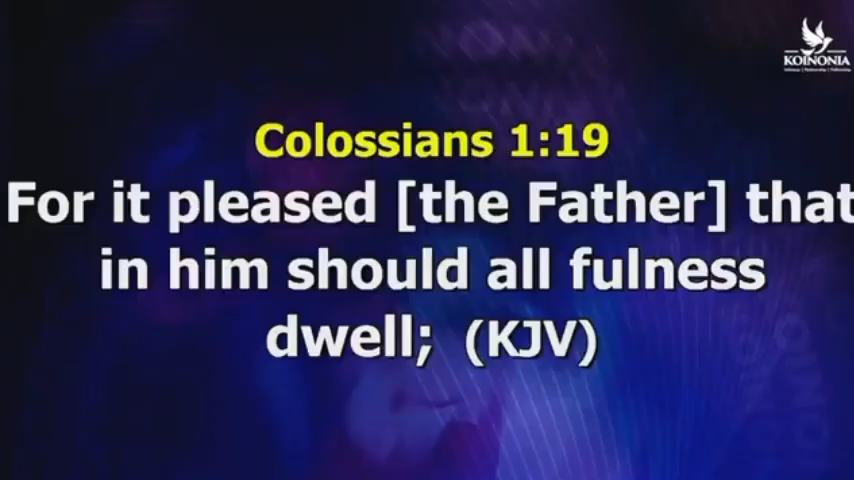 KOINONIA
Colossians 1:19
For it pleased [the Father] that
in him should all fulness
dwell; (KJV)